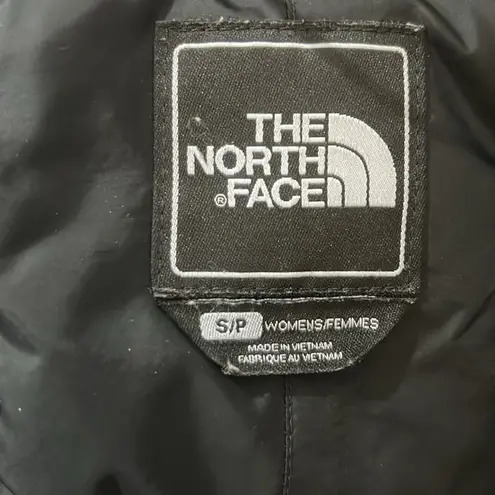 THE
NORTH
®FACE
S/P WOMENS/FEMMES
MADE IN VIETNAM
FABRIQUE AU VIETNAM